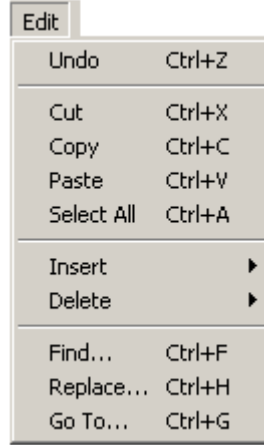 Edit
Undo Ctrl+Z
Cut Ctrl+X
Copy Ctrl+C
Paste Ctrl+V
Select All Ctrl+A
Insert
Delete
Find... Ctrl+F
Replace... Ctrl+H
Go To... Ctrl+G